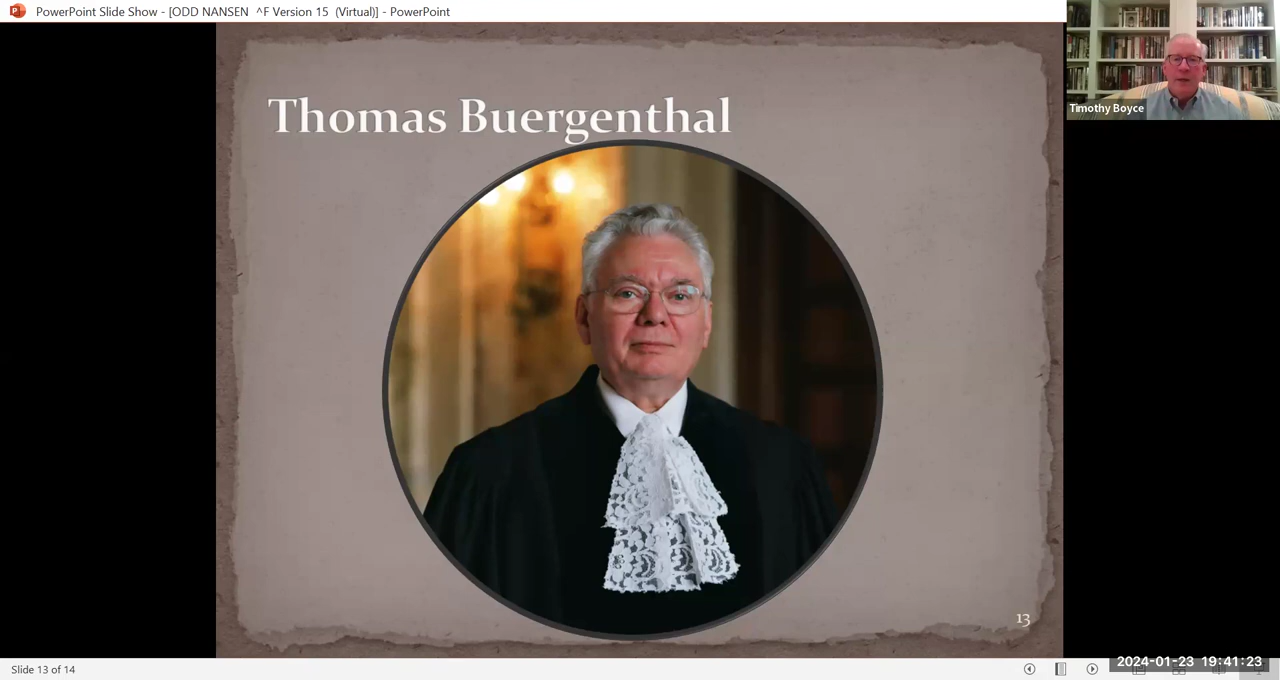 PowerPoint Slide Show - [ODD NANSEN  ^F Version 15  (Virtual)] - PowerPoint
Timothy Boyce
Thomas Buergenthal
13
Slide 13 of 14
2024-01-23 19:41:23